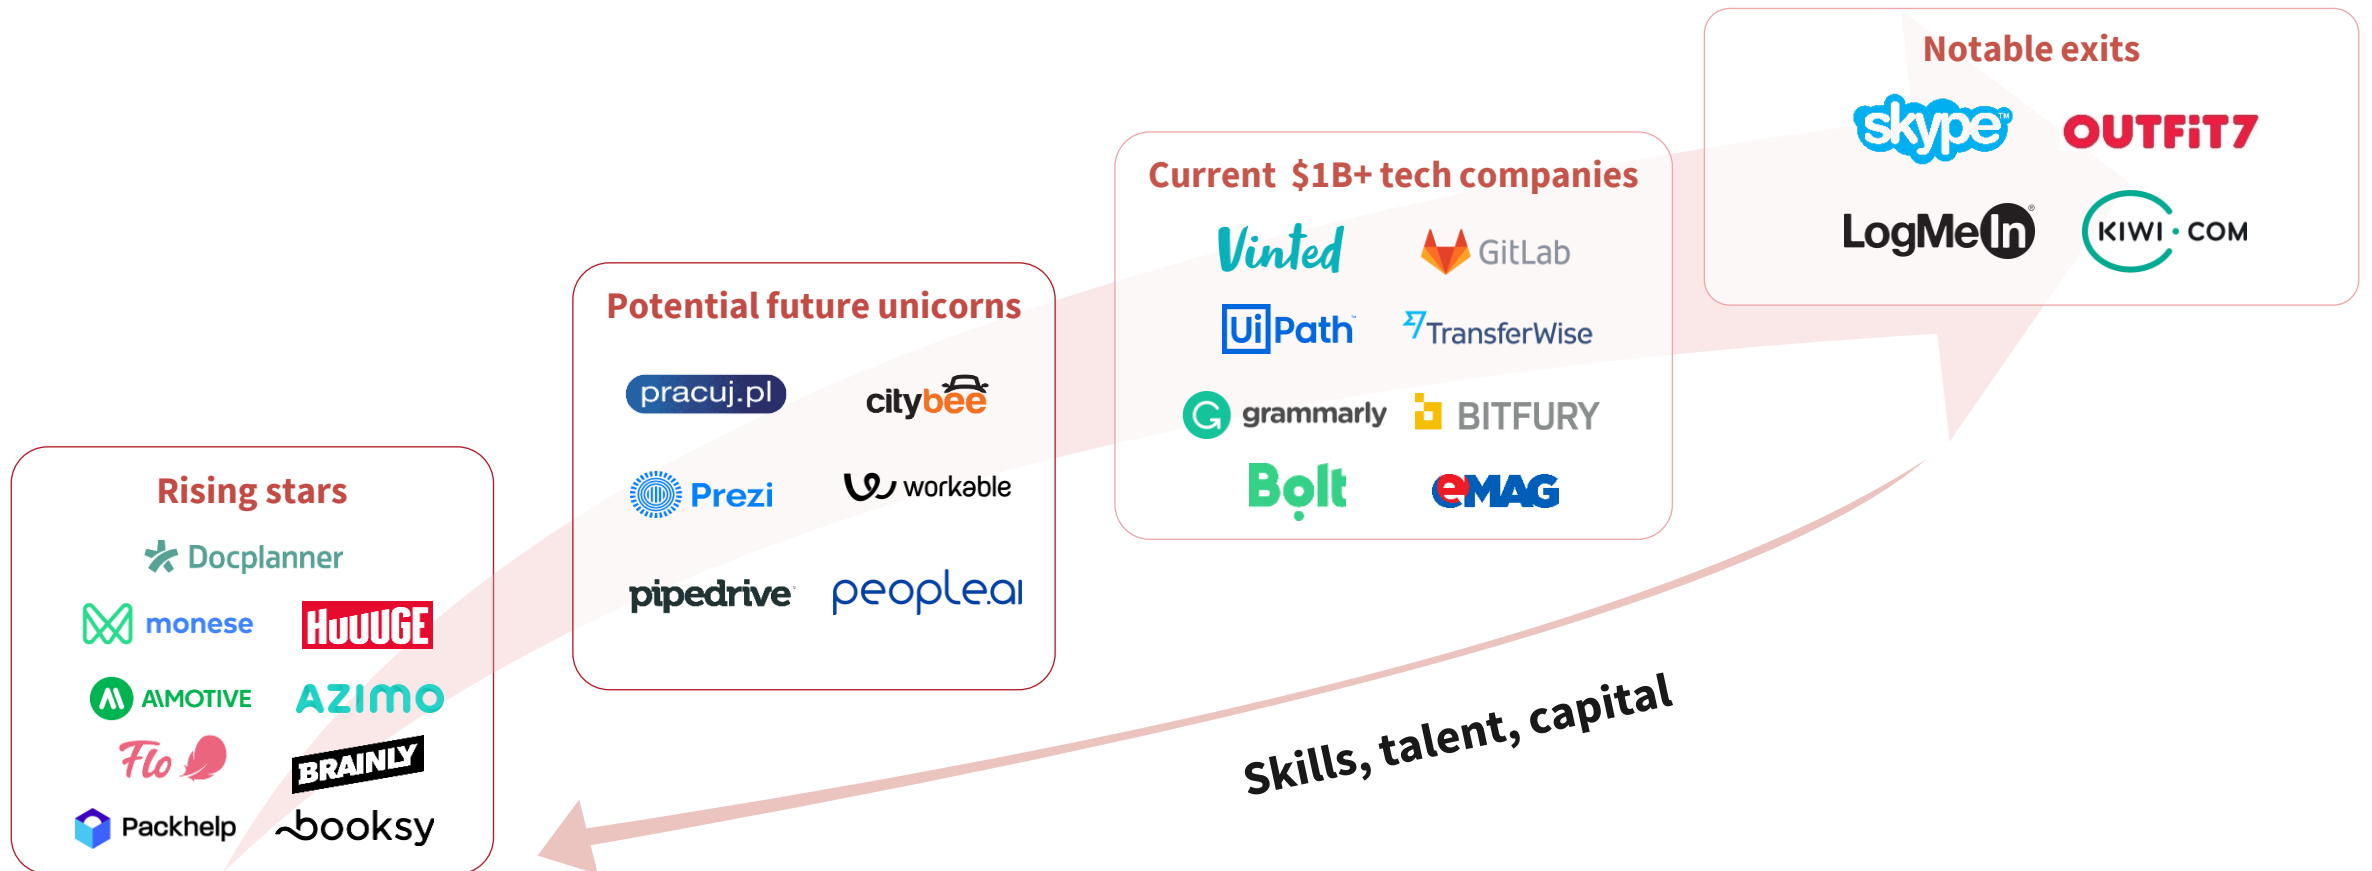 Rising stars
Docplanner
monese
HUUUGE
AIMOTIVE
AZIMO
Flo
BRAINLY
Packhelp
booksy
Potential future unicorns
pracuj.pl
citybee
Prezi
workable
pipedrive
people.ai
Current $1B+ tech companies
Vinted
GitLab
UiPath™
TransferWise
grammarly
BITFURY
Bolt
eMAG
Notable exits
skype™
OUTFiT7
LogMeIn®
KIWI·COM
Skills, talent, capital